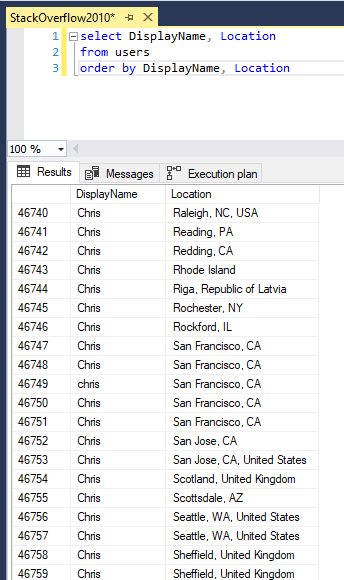 StackOverflow2010*
1 select DisplayName, Location
2 from users
3 order by DisplayName, Location
100 %
Results Messages Execution plan
DisplayName Location
46740 Chris Raleigh, NC, USA
46741 Chris Reading, PA
46742 Chris Redding, CA
46743 Chris Rhode Island
46744 Chris Riga, Republic of Latvia
46745 Chris Rochester, NY
46746 Chris Rockford, IL
46747 Chris San Francisco, CA
46748 Chris San Francisco, CA
46749 chris San Francisco, CA
46750 Chris San Francisco, CA
46751 Chris San Francisco, CA
46752 Chris San Jose, CA
46753 Chris San Jose, CA, United States
46754 Chris Scotland, United Kingdom
46755 Chris Scottsdale, AZ
46756 Chris Seattle, WA, United States
46757 Chris Seattle, WA, United States
46758 Chris Sheffield, United Kingdom
46759 Chris Sheffield, United Kingdom